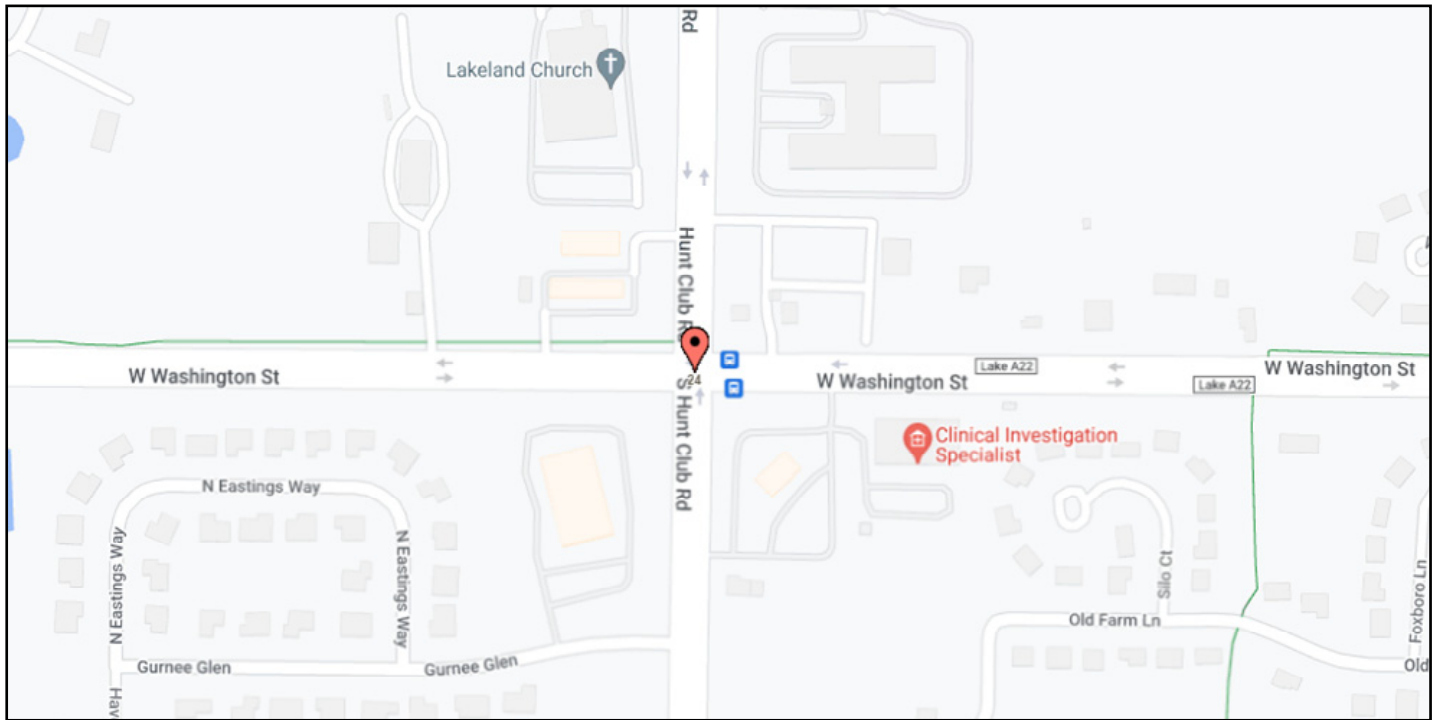 Rd
Lakeland Church
Hunt Club Rd
W Washington St
24
S. Hunt Club Rd
W Washington St
Lake A22
Lake A22
W Washington St
Clinical Investigation
Specialist
N Eastings Way
N Eastings Way
N Eastings Way
Gurnee Glen
Gurnee Glen
Silo Ct
Old Farm Ln
Foxboro Ln
Old
Hav